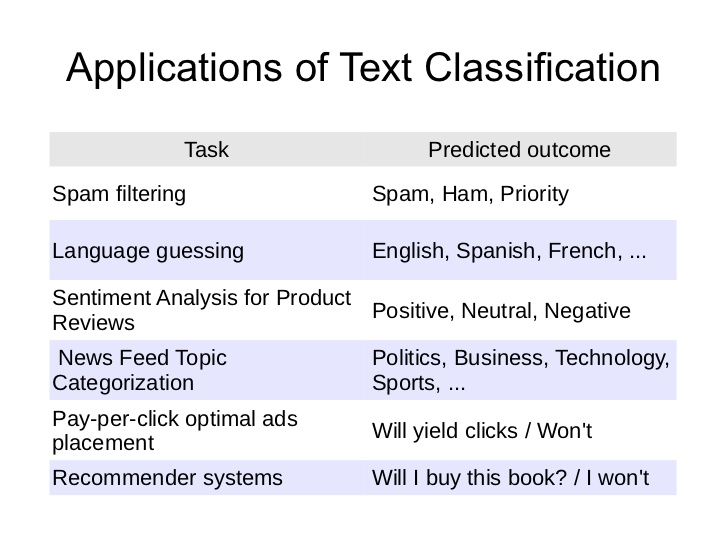 Applications of Text Classification
Task Predicted outcome
Spam filtering Spam, Ham, Priority
Language guessing English, Spanish, French, ...
Sentiment Analysis for Product
Reviews
Positive, Neutral, Negative
News Feed Topic
Categorization
Politics, Business, Technology,
Sports, ...
Pay-per-click optimal ads
placement
Will yield clicks / Won't
Recommender systems Will I buy this book? / I won't